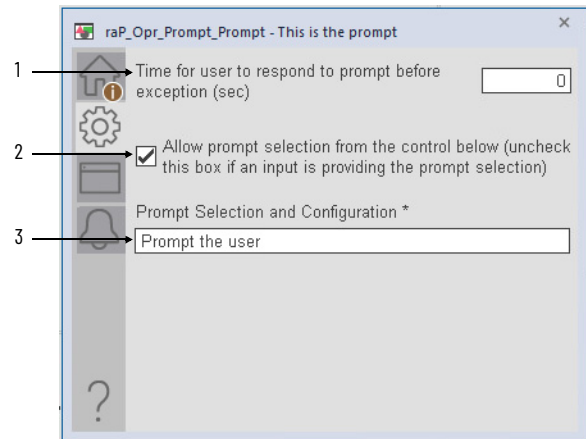 raP_Opr_Prompt_Prompt - This is the prompt
1
Time for user to respond to prompt before
exception (sec)
0
2
Allow prompt selection from the control below (uncheck
this box if an input is providing the prompt selection)
Prompt Selection and Configuration *
3
Prompt the user
?